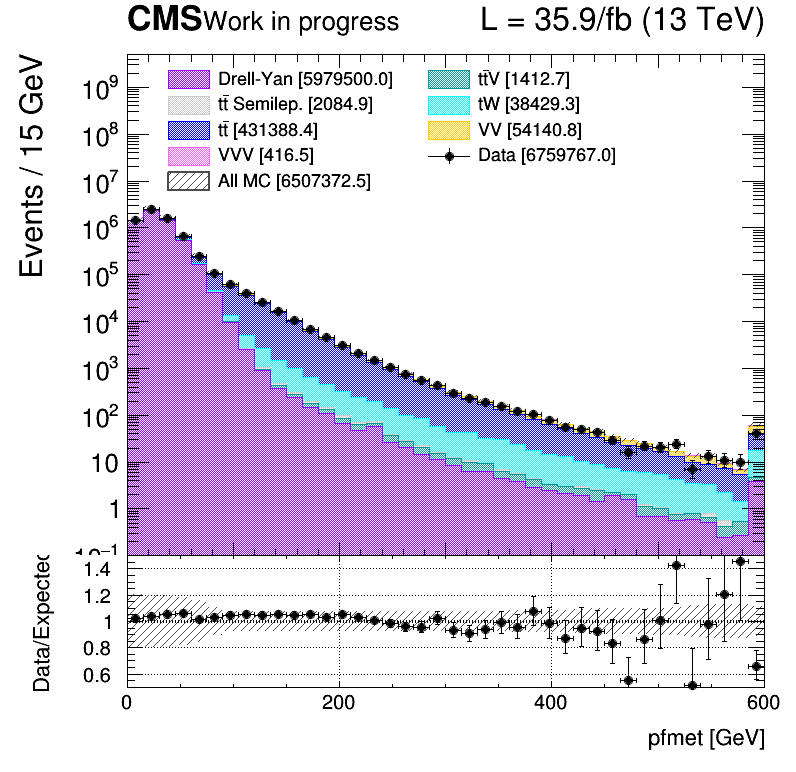 CMS Work in progress L = 35.9/fb (13 TeV)
Drell-Yan [5979500.0] tt̄V [1412.7]
tt̄ Semilep. [2084.9] tW [38429.3]
tt̄ [431388.4] VV [54140.8]
VVV [416.5] Data [6759767.0]
All MC [6507372.5]
Events / 15 GeV
10⁹
10⁸
10⁷
10⁶
10⁵
10⁴
10³
10²
10
1
10⁻¹
Data/Expected
1.4
1.2
1
0.8
0.6
0 200 400 600
pfmet [GeV]